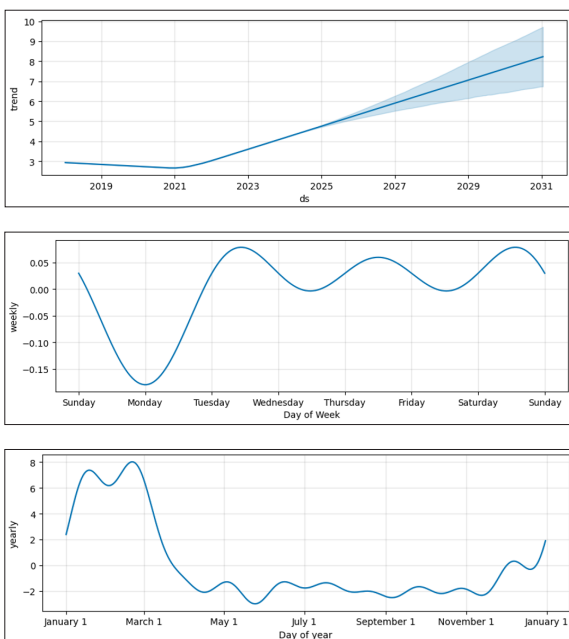 10
9
8
7
6
5
4
3
trend
2019 2021 2023 2025 2027 2029 2031
ds
0.05
0.00
−0.05
−0.10
−0.15
weekly
Sunday Monday Tuesday Wednesday Thursday Friday Saturday Sunday
Day of Week
8
6
4
2
0
−2
yearly
January 1 March 1 May 1 July 1 September 1 November 1 January 1
Day of year